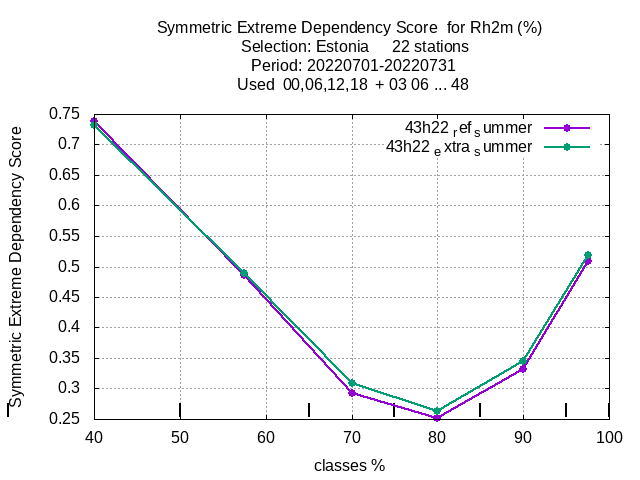 Symmetric Extreme Dependency Score  for Rh2m (%)
Selection: Estonia     22 stations
Period: 20220701-20220731
Used  00,06,12,18  + 03 06 ... 48
43h22 ref summer
43h22 extra summer
Symmetric Extreme Dependency Score
0.75
0.7
0.65
0.6
0.55
0.5
0.45
0.4
0.35
0.3
0.25
40 50 60 70 80 90 100
classes %